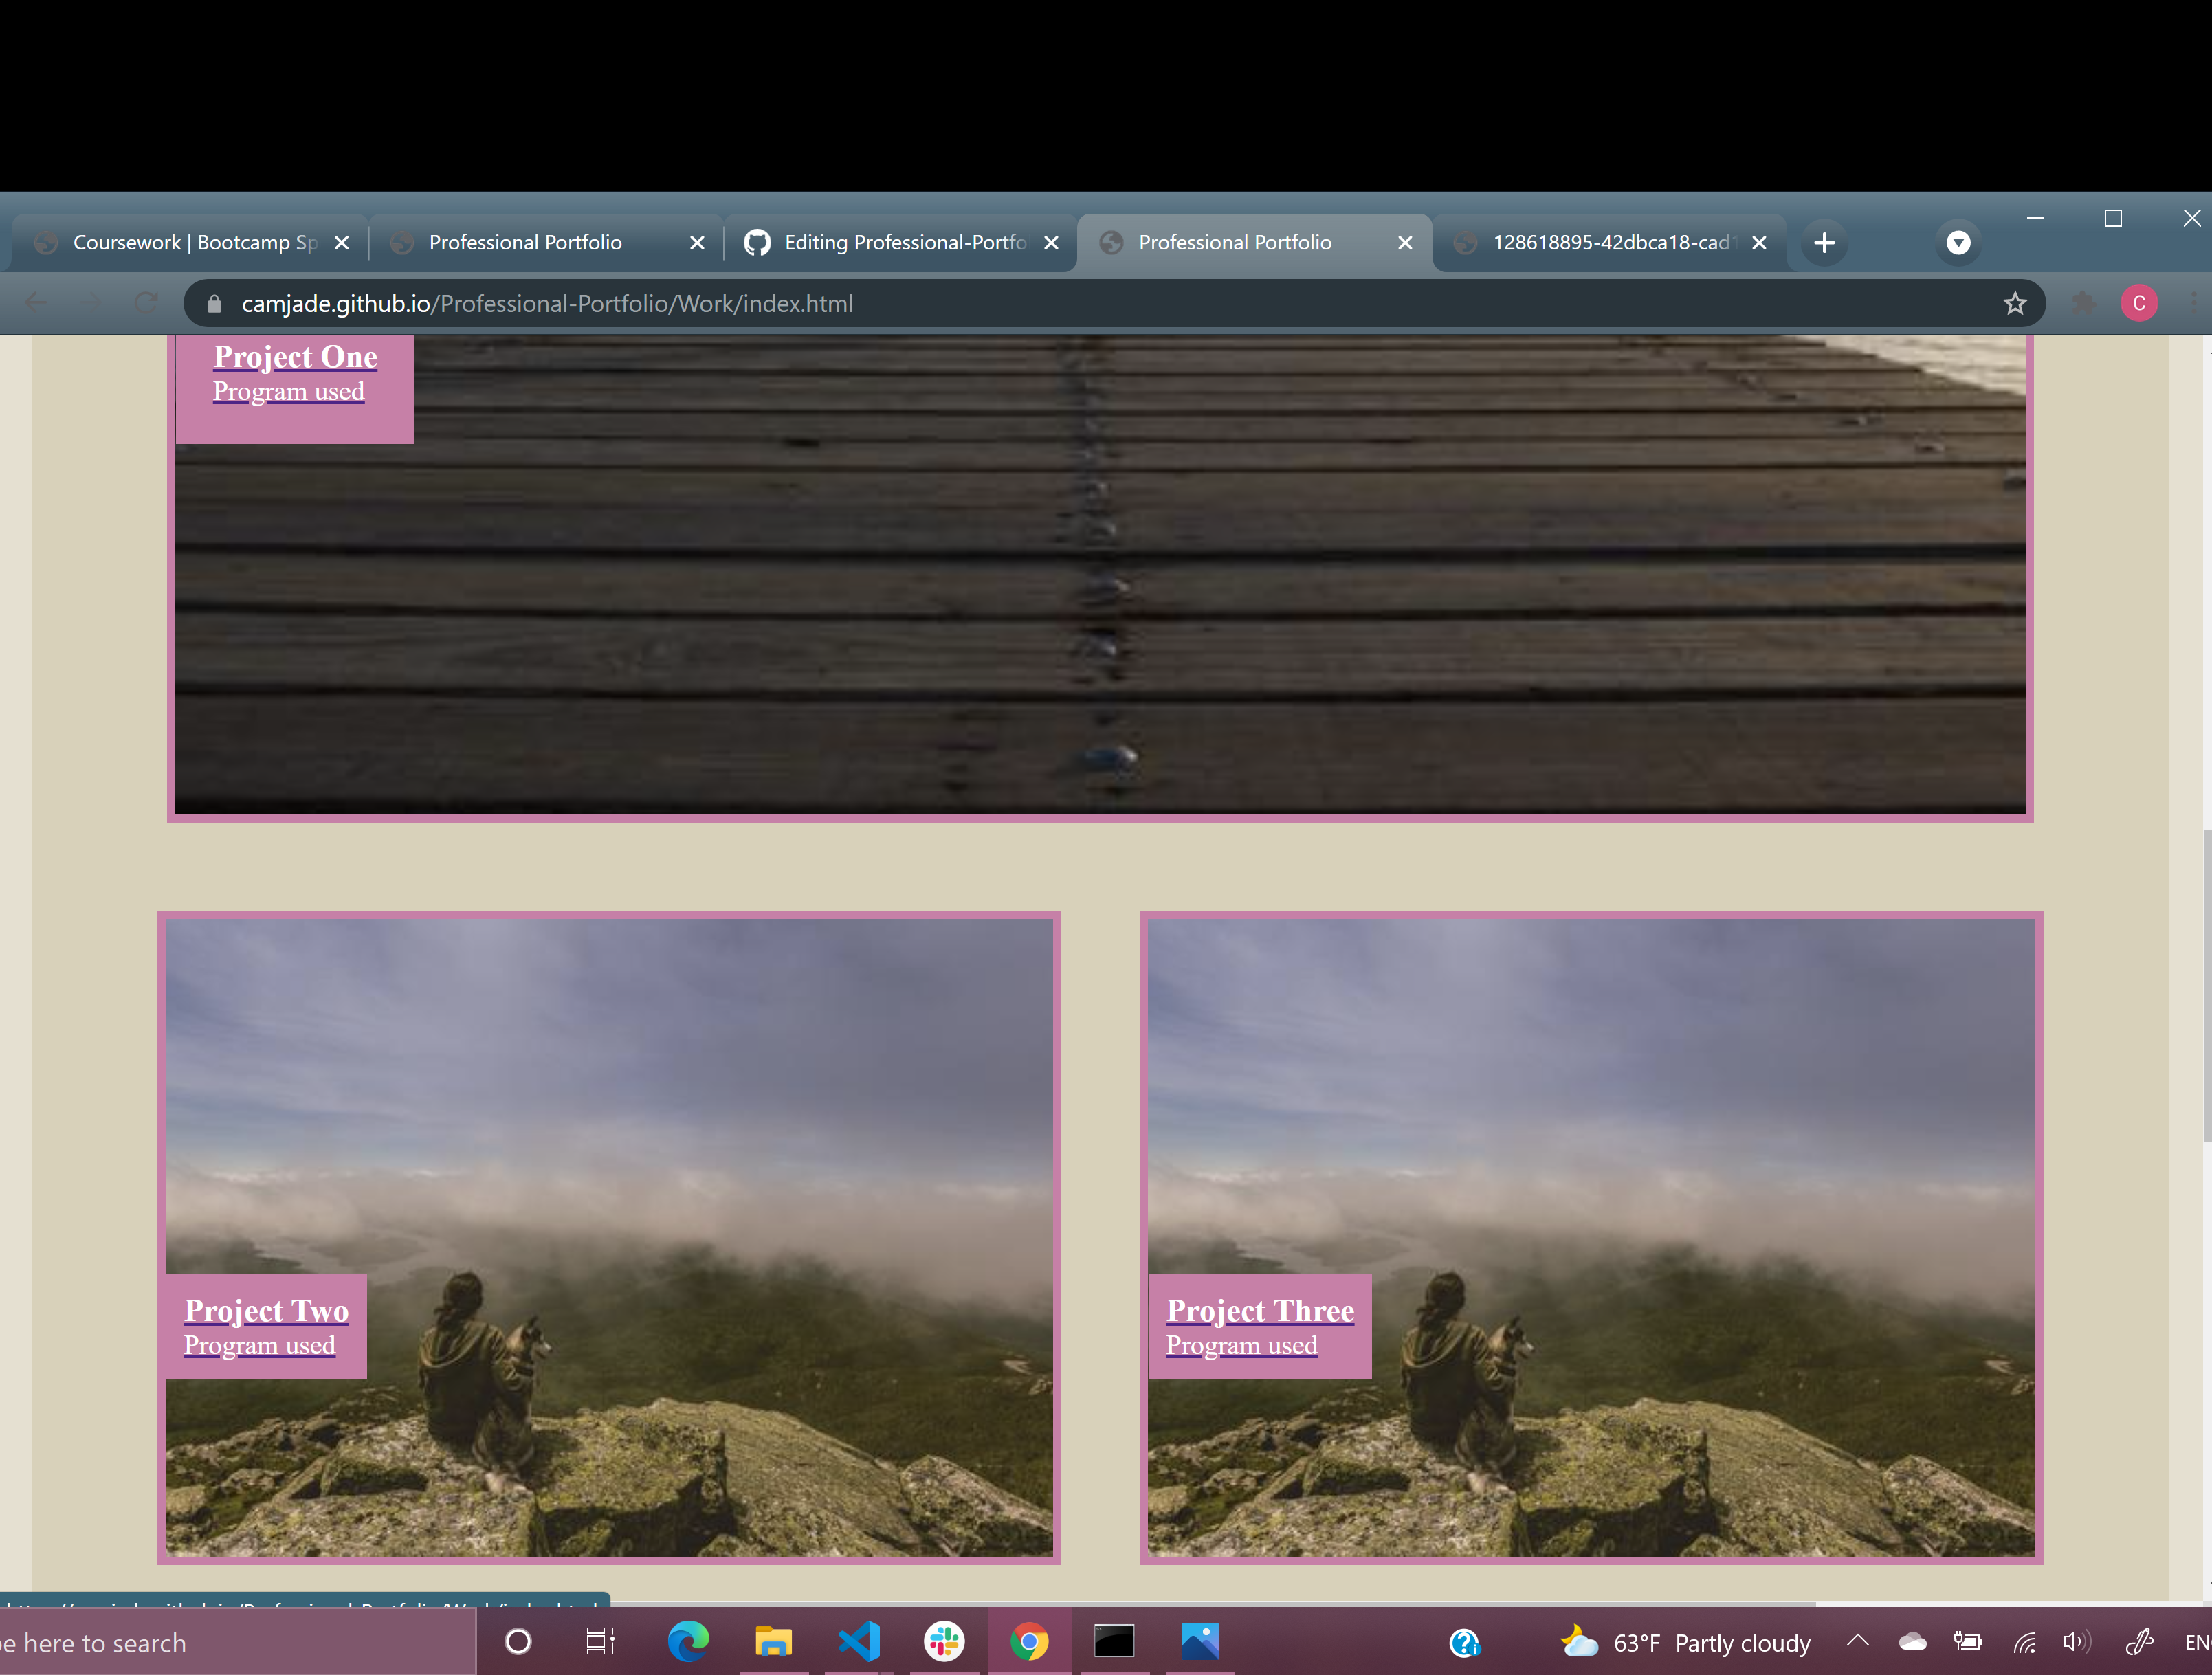 Coursework | Bootcamp Sp
Professional Portfolio
Editing Professional-Portfo
Professional Portfolio
128618895-42dbca18-cad1
camjade.github.io/Professional-Portfolio/Work/index.html
C
Project One
Program used
Project Two
Program used
Project Three
Program used
e here to search
63°F Partly cloudy
EN